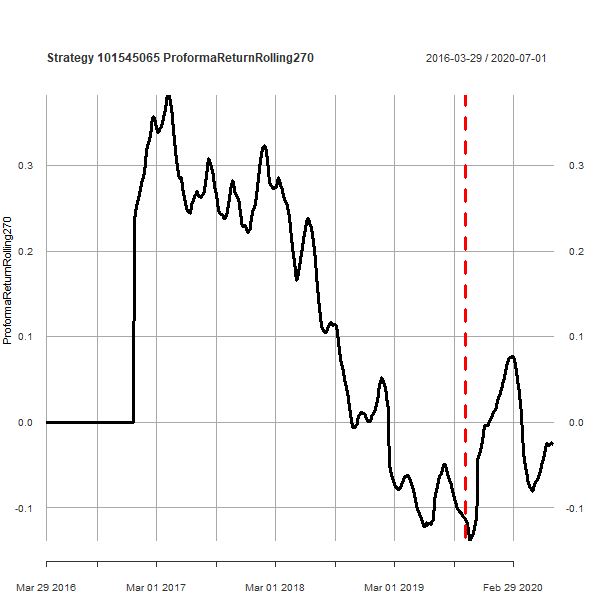 Strategy 101545065 ProformaReturnRolling270
2016-03-29 / 2020-07-01
0.3
0.3
0.2
0.2
0.1
0.1
0.0
0.0
-0.1
-0.1
ProformaReturnRolling270
Mar 29 2016
Mar 01 2017
Mar 01 2018
Mar 01 2019
Feb 29 2020